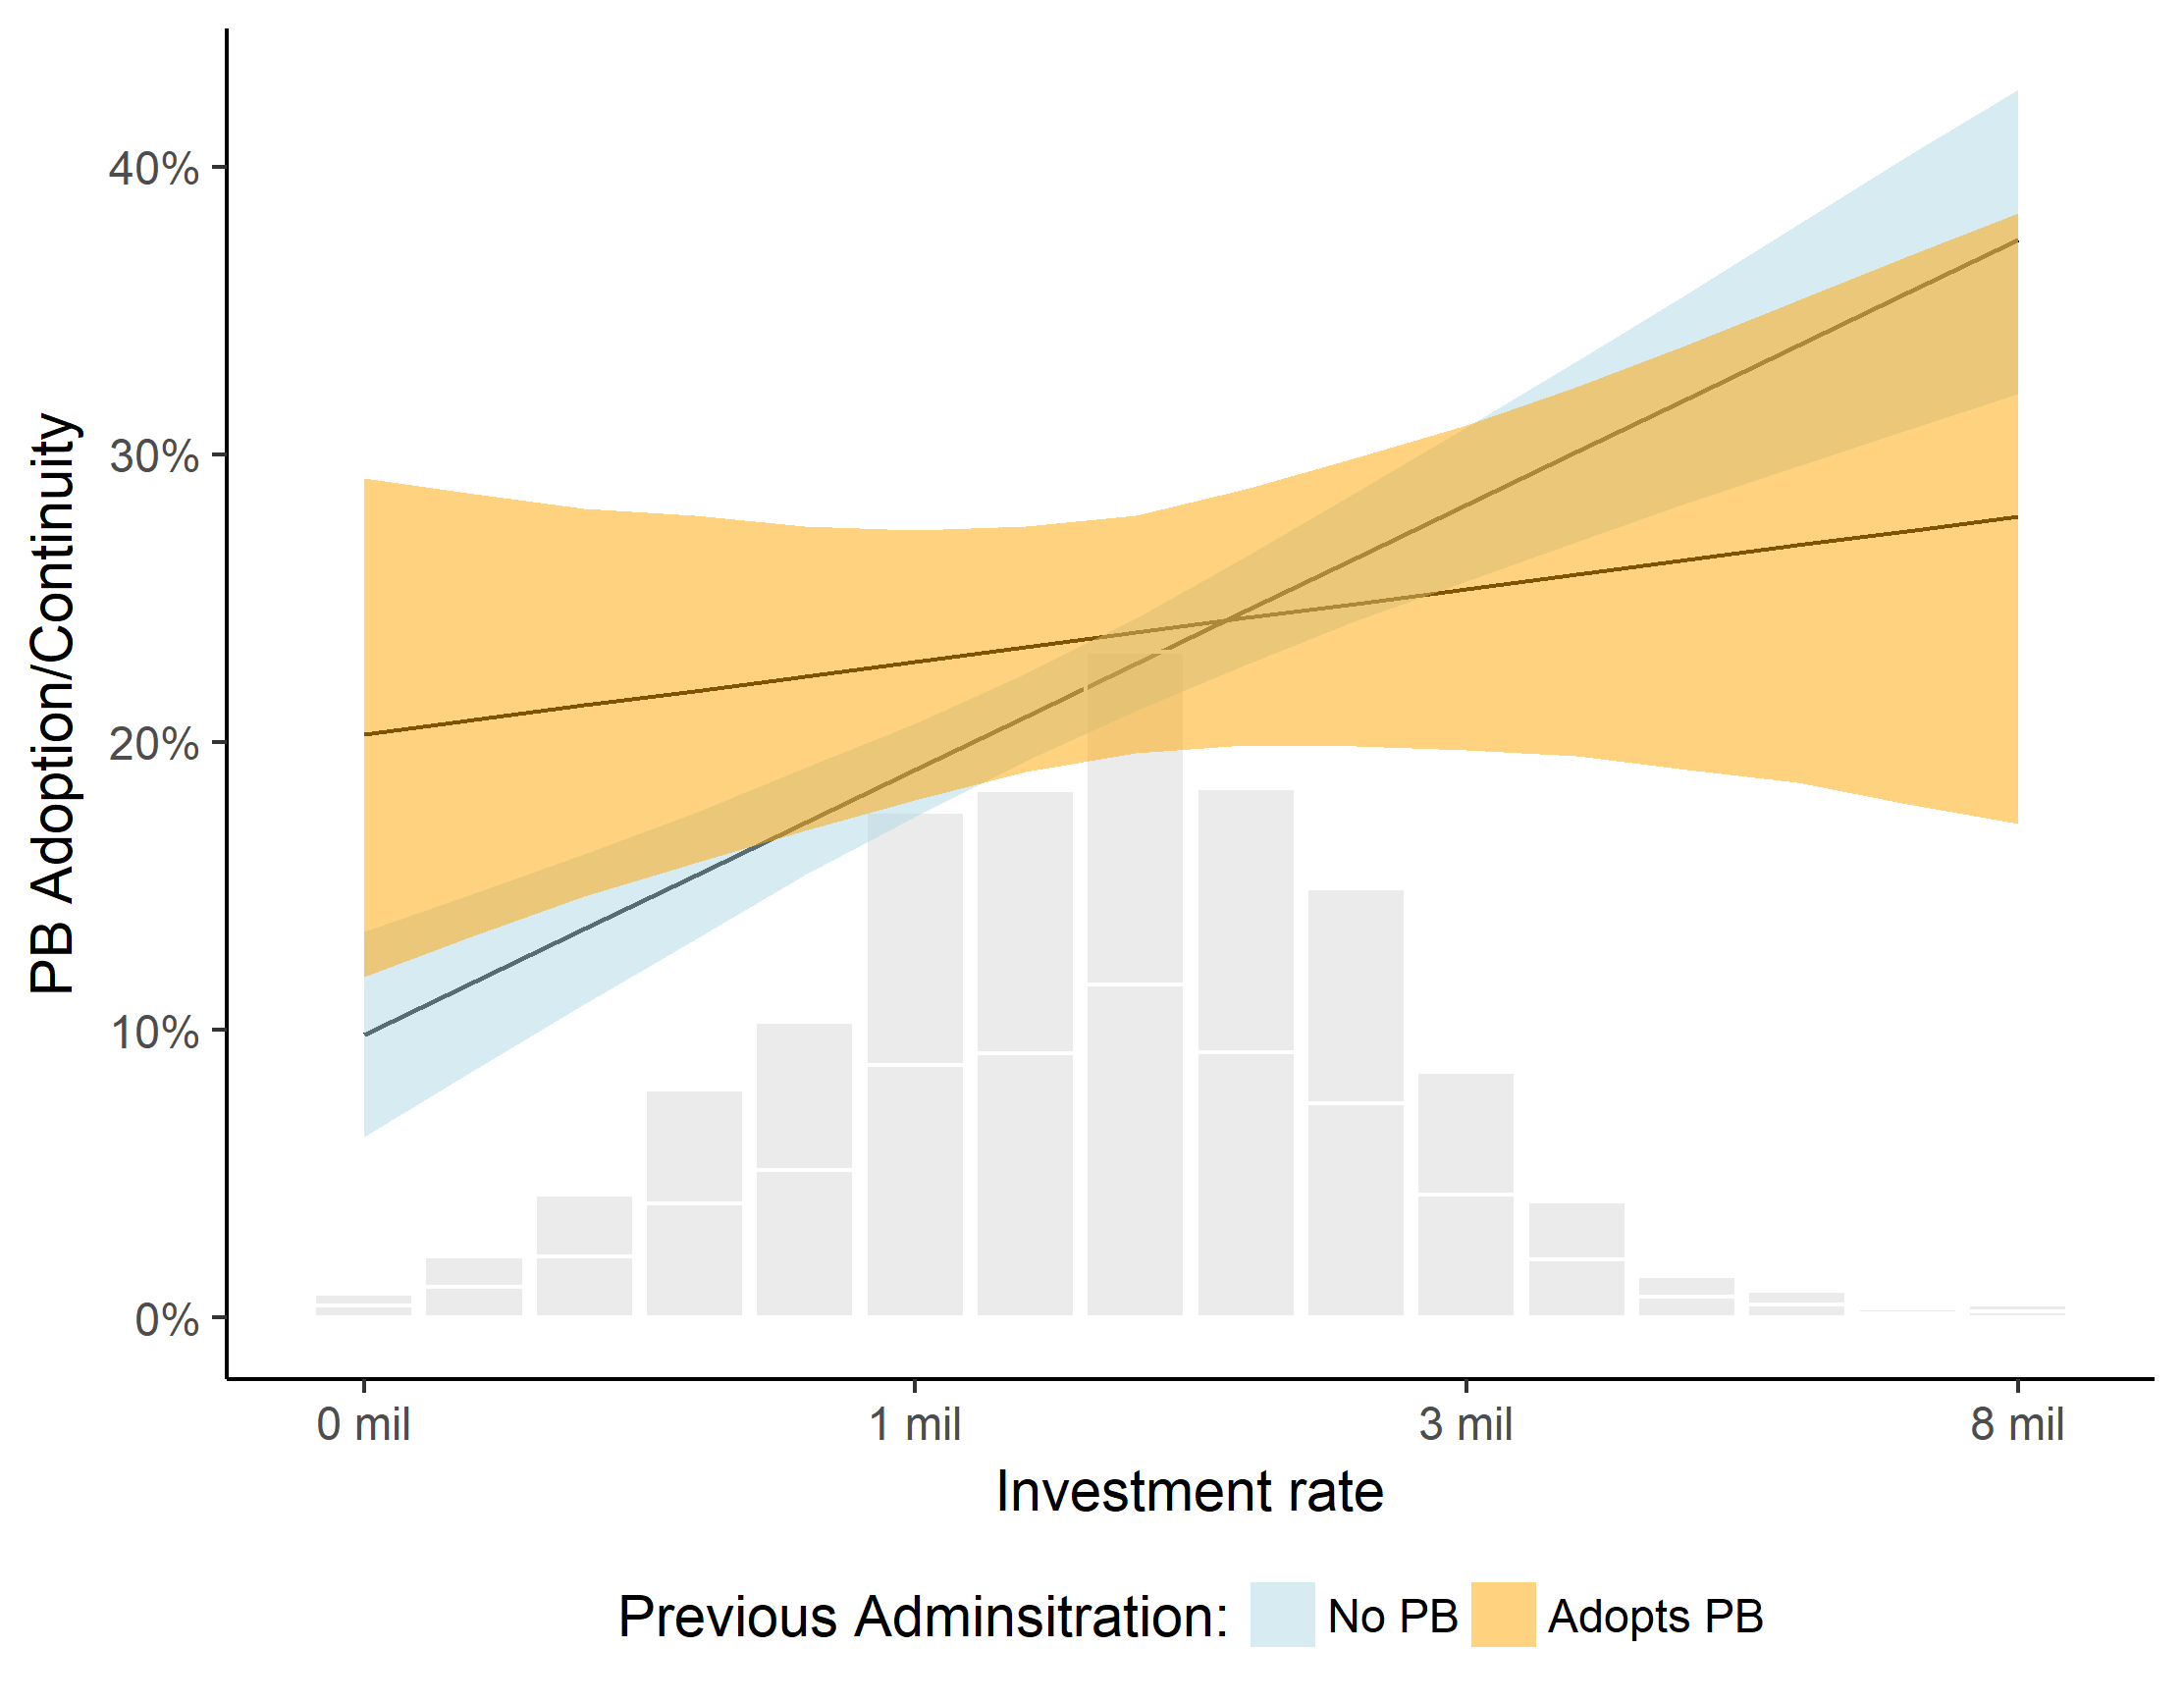 PB Adoption/Continuity
40%
30%
20%
10%
0%
0 mil 1 mil 3 mil 8 mil
Investment rate
Previous Adminsitration: No PB Adopts PB